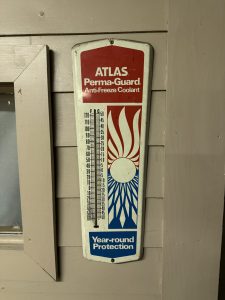 ATLAS
Perma-Guard
Anti-Freeze Coolant
Year-round
Protection